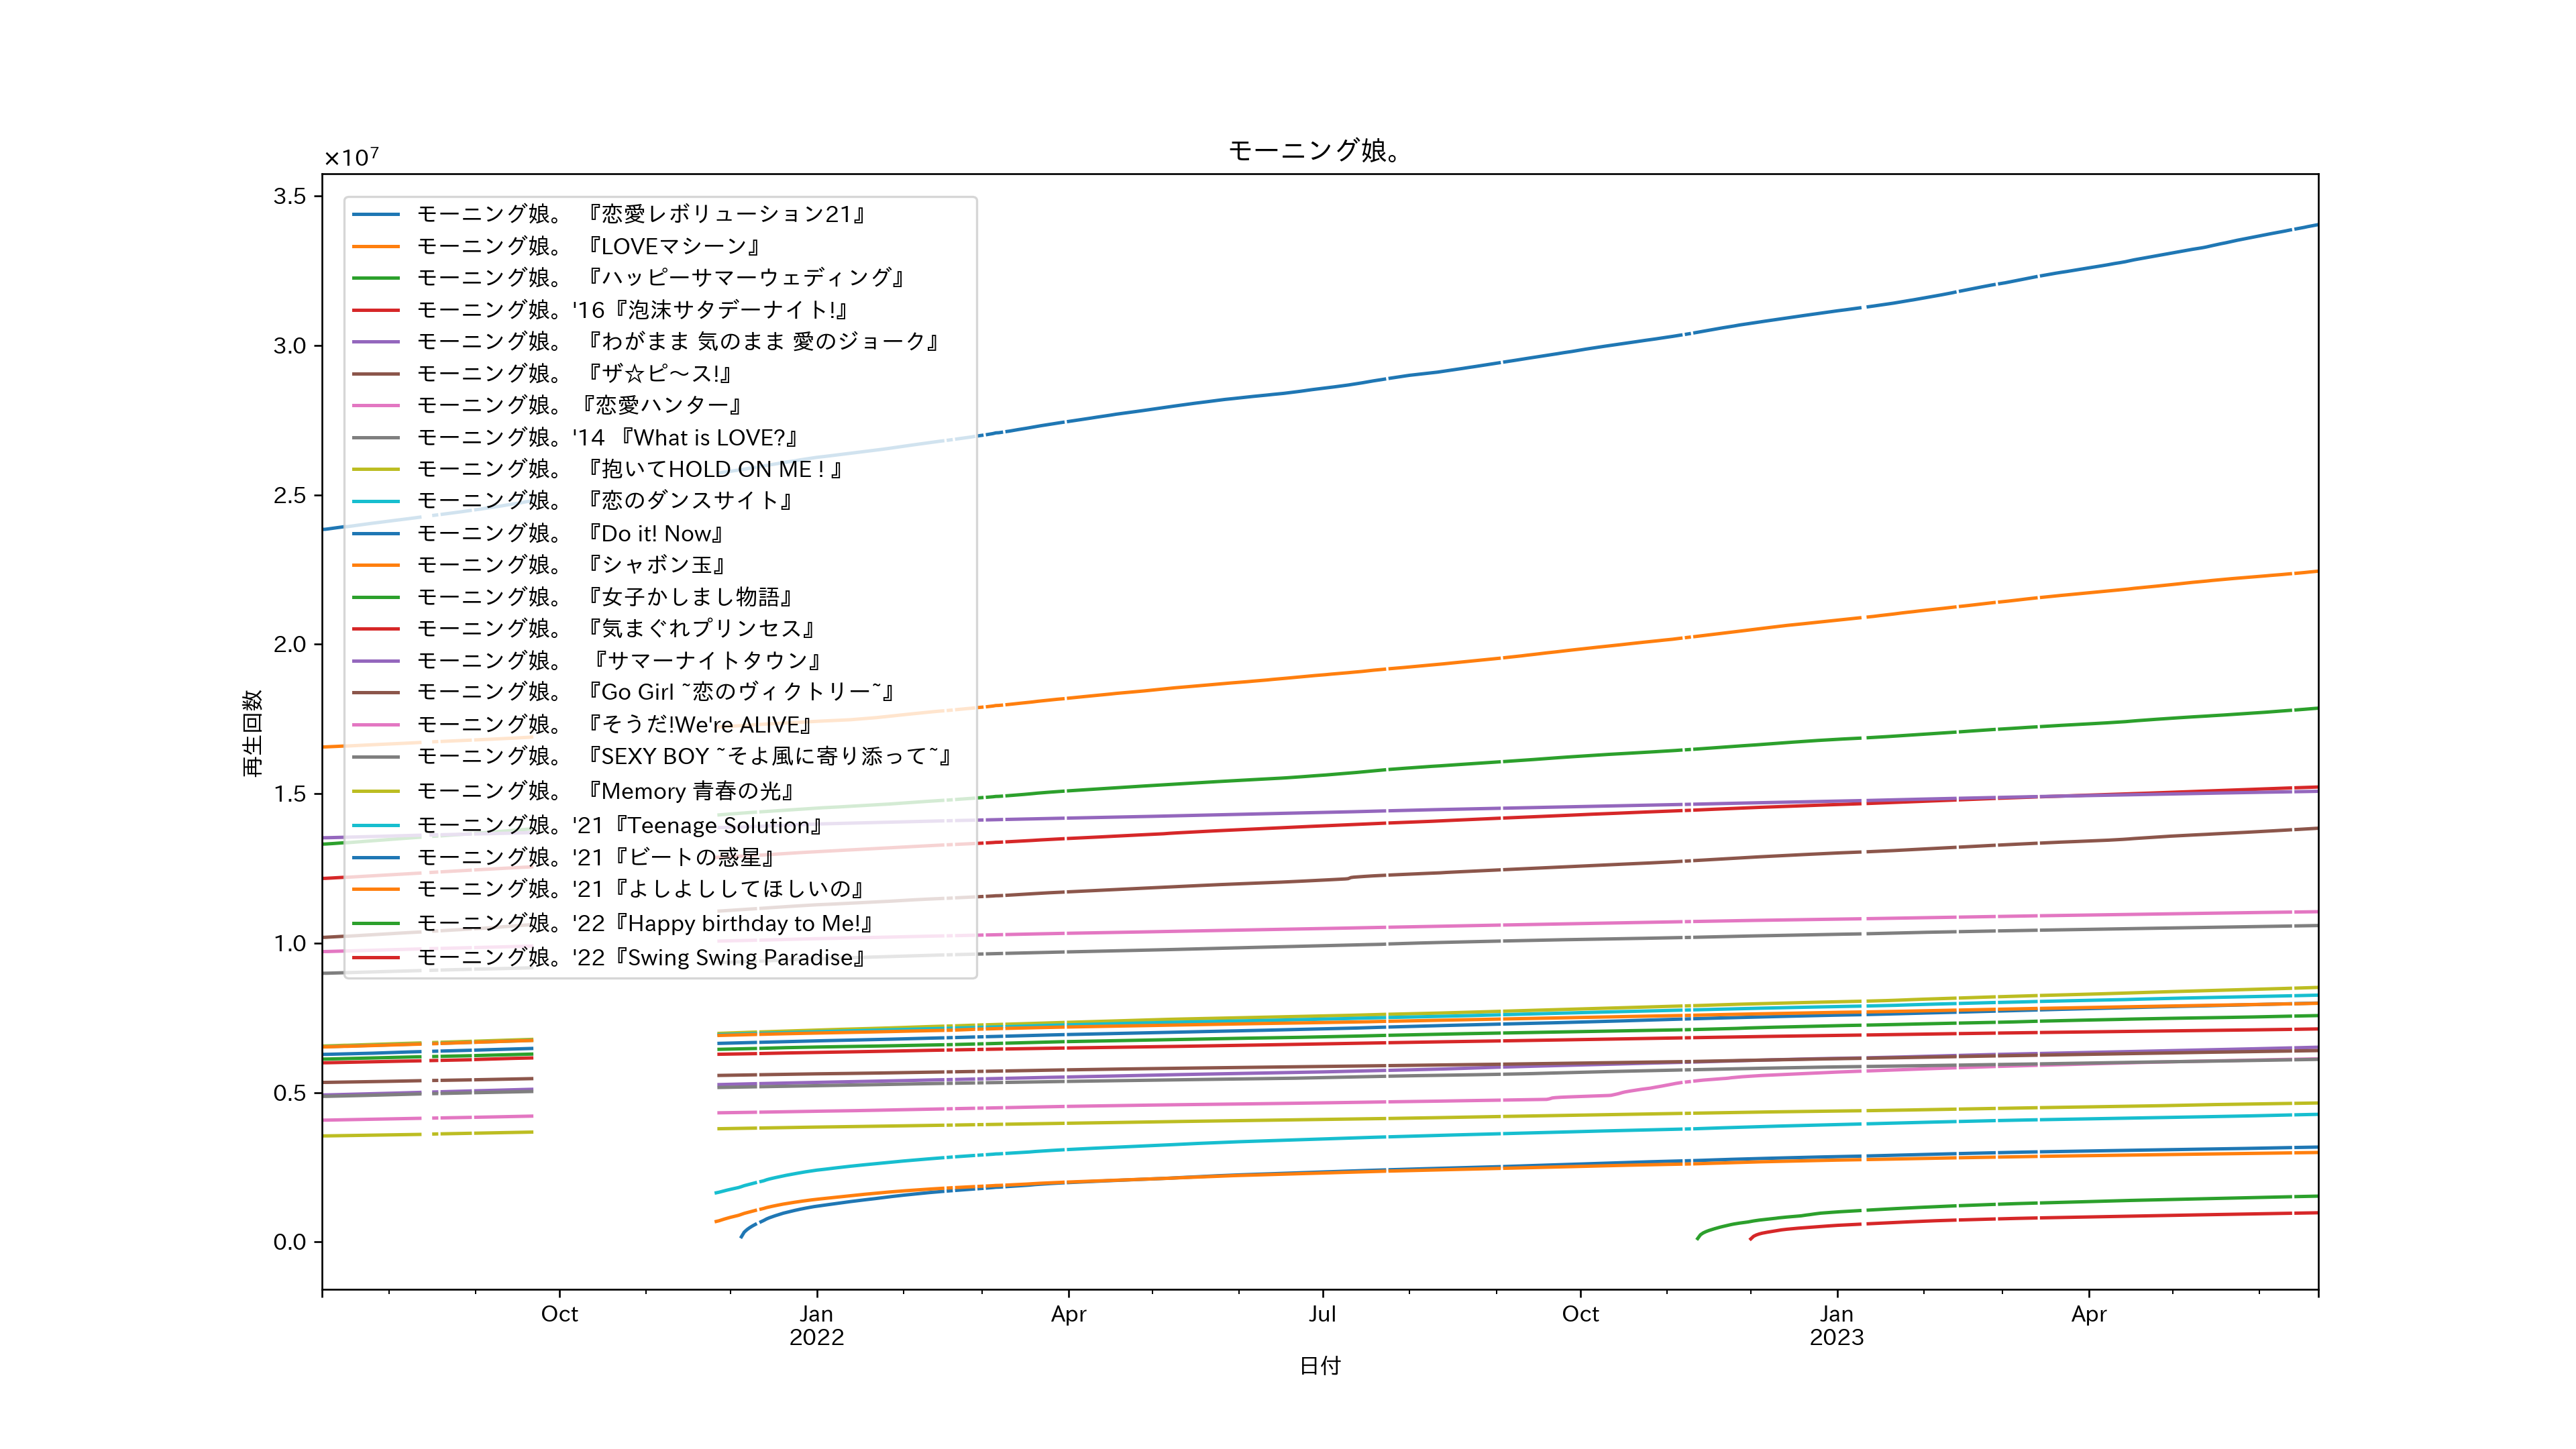 モーニング娘。
×10⁷
3.5
3.0
2.5
2.0
1.5
1.0
0.5
0.0
再生回数
モーニング娘。 『恋愛レボリューション21』
モーニング娘。 『LOVEマシーン』
モーニング娘。 『ハッピーサマーウェディング』
モーニング娘。'16『泡沫サタデーナイト!』
モーニング娘。 『わがまま 気のまま 愛のジョーク』
モーニング娘。 『ザ☆ピ〜ス!』
モーニング娘。『恋愛ハンター』
モーニング娘。'14 『What is LOVE?』
モーニング娘。 『抱いてHOLD ON ME ! 』
モーニング娘。 『恋のダンスサイト』
モーニング娘。 『Do it! Now』
モーニング娘。 『シャボン玉』
モーニング娘。 『女子かしまし物語』
モーニング娘。 『気まぐれプリンセス』
モーニング娘。 『サマーナイトタウン』
モーニング娘。 『Go Girl ~恋のヴィクトリー~』
モーニング娘。 『そうだ!We're ALIVE』
モーニング娘。 『SEXY BOY ~そよ風に寄り添って~』
モーニング娘。 『Memory 青春の光』
モーニング娘。'21『Teenage Solution』
モーニング娘。'21『ビートの惑星』
モーニング娘。'21『よしよししてほしいの』
モーニング娘。'22『Happy birthday to Me!』
モーニング娘。'22『Swing Swing Paradise』
Oct Jan Apr Jul Oct Jan Apr
2022 2023
日付